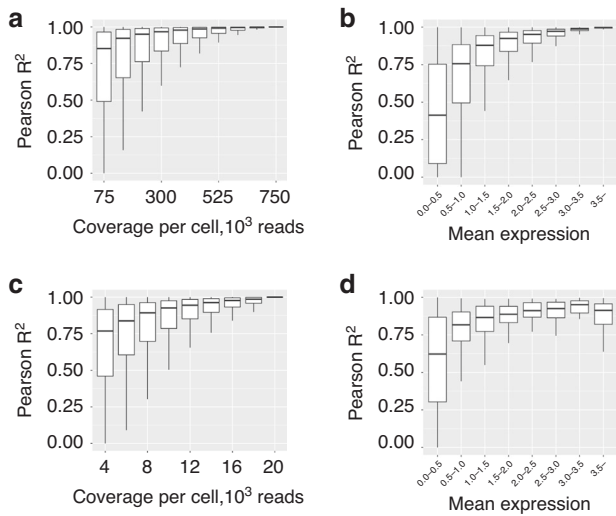 a
Pearson R²
1.00
0.75
0.50
0.25
0.00
75 300 525 750
Coverage per cell,10³ reads
b
Pearson R²
1.00
0.75
0.50
0.25
0.00
0.0–0.5 0.5–1.0 1.0–1.5 1.5–2.0 2.0–2.5 2.5–3.0 3.0–3.5 3.5–
Mean expression
c
Pearson R²
1.00
0.75
0.50
0.25
0.00
4 8 12 16 20
Coverage per cell,10³ reads
d
Pearson R²
1.00
0.75
0.50
0.25
0.00
0.0–0.5 0.5–1.0 1.0–1.5 1.5–2.0 2.0–2.5 2.5–3.0 3.0–3.5 3.5–
Mean expression